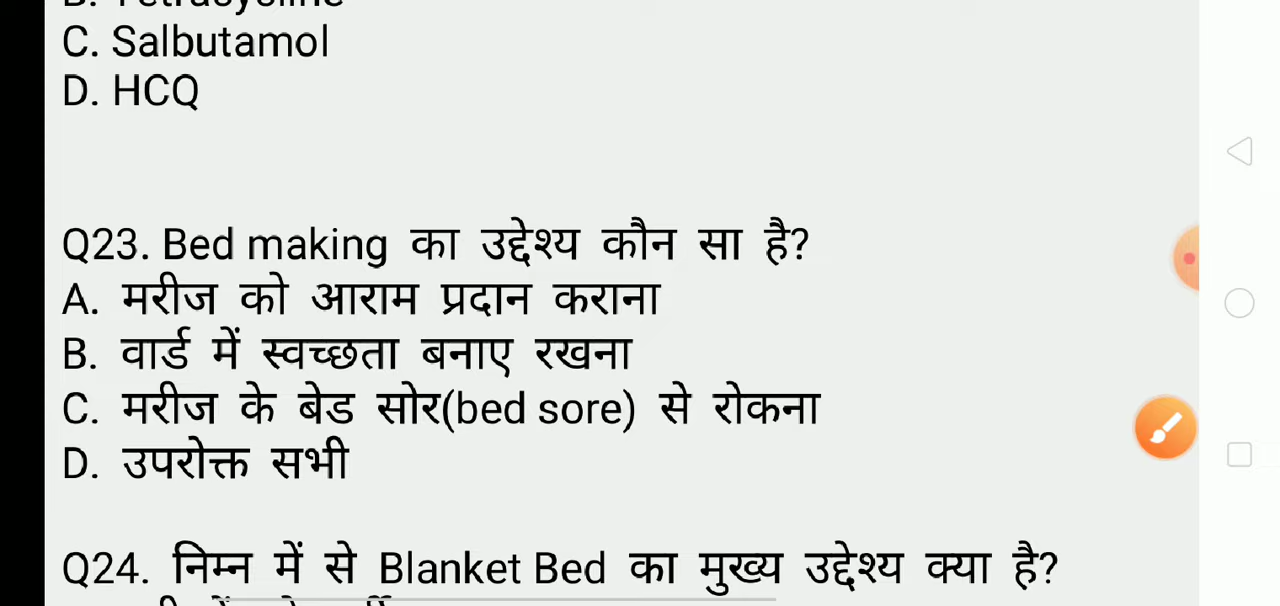 C. Salbutamol
D. HCQ
Q23. Bed making का उद्देश्य कौन सा है?
A. मरीज को आराम प्रदान कराना
B. वार्ड में स्वच्छता बनाए रखना
C. मरीज के बेड सोर(bed sore) से रोकना
D. उपरोक्त सभी
Q24. निम्न में से Blanket Bed का मुख्य उद्देश्य क्या है?